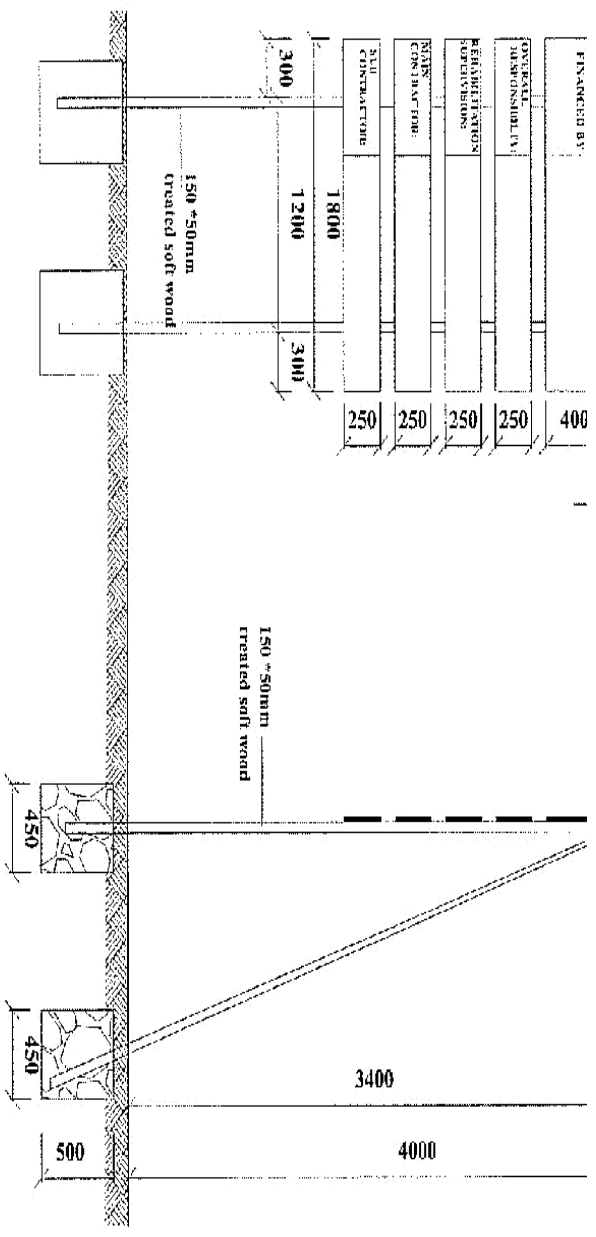 FINANCED BY
OVERALL
RESPONSIBILTY:
REHABILITATION
SUPERVISION:
MAIN
CONTRACTOR:
SUB
CONTRACTOR:
400
250
250
250
250
1800
300
1200
300
150 *50mm
treated soft wood
150 *50mm
treated soft wood
450
450
3400
4000
500